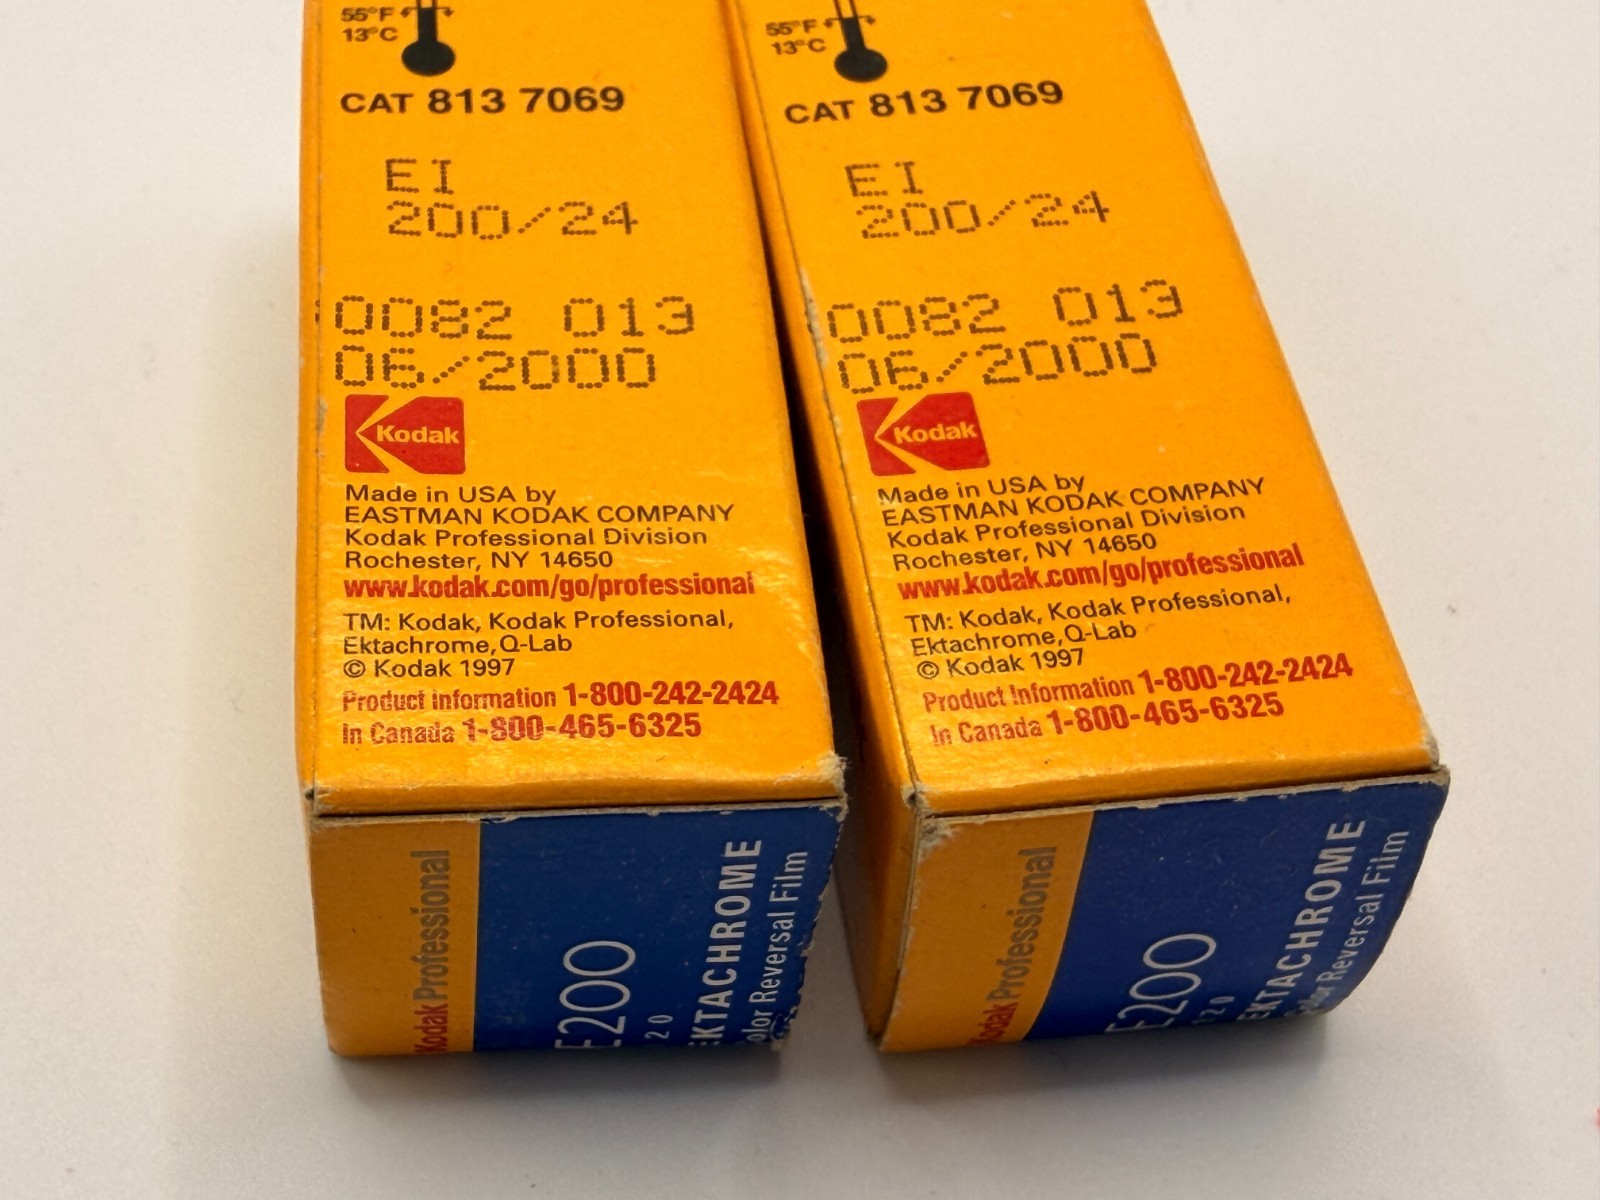 55°F
13°C
CAT 813 7069
EI
200/24
0082 013
06/2000
Kodak
Made in USA by
EASTMAN KODAK COMPANY
Kodak Professional Division
Rochester, NY 14650
www.kodak.com/go/professional
TM: Kodak, Kodak Professional,
Ektachrome, Q-Lab
© Kodak 1997
Product Information 1-800-242-2424
In Canada 1-800-465-6325
Kodak Professional
E200
120
EKTACHROME
Color Reversal Film
55°F
13°C
CAT 813 7069
EI
200/24
0082 013
06/2000
Kodak
Made in USA by
EASTMAN KODAK COMPANY
Kodak Professional Division
Rochester, NY 14650
www.kodak.com/go/professional
TM: Kodak, Kodak Professional,
Ektachrome, Q-Lab
© Kodak 1997
Product Information 1-800-242-2424
In Canada 1-800-465-6325
Kodak Professional
E200
120
EKTACHROME
Color Reversal Film